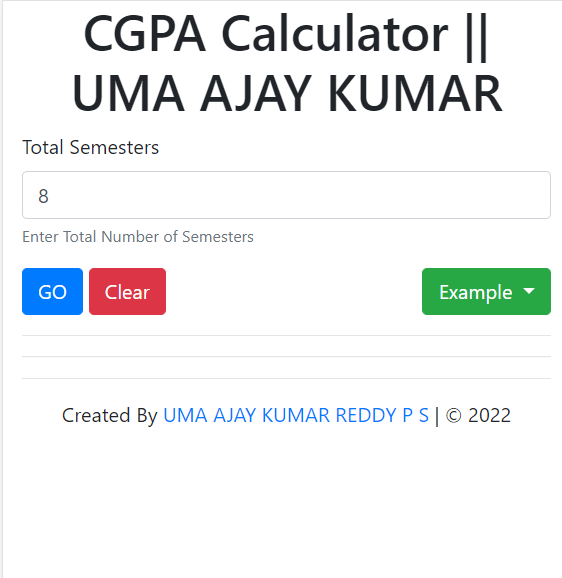 CGPA Calculator ||
UMA AJAY KUMAR
Total Semesters
8
Enter Total Number of Semesters
GO Clear Example
Created By UMA AJAY KUMAR REDDY P S | © 2022